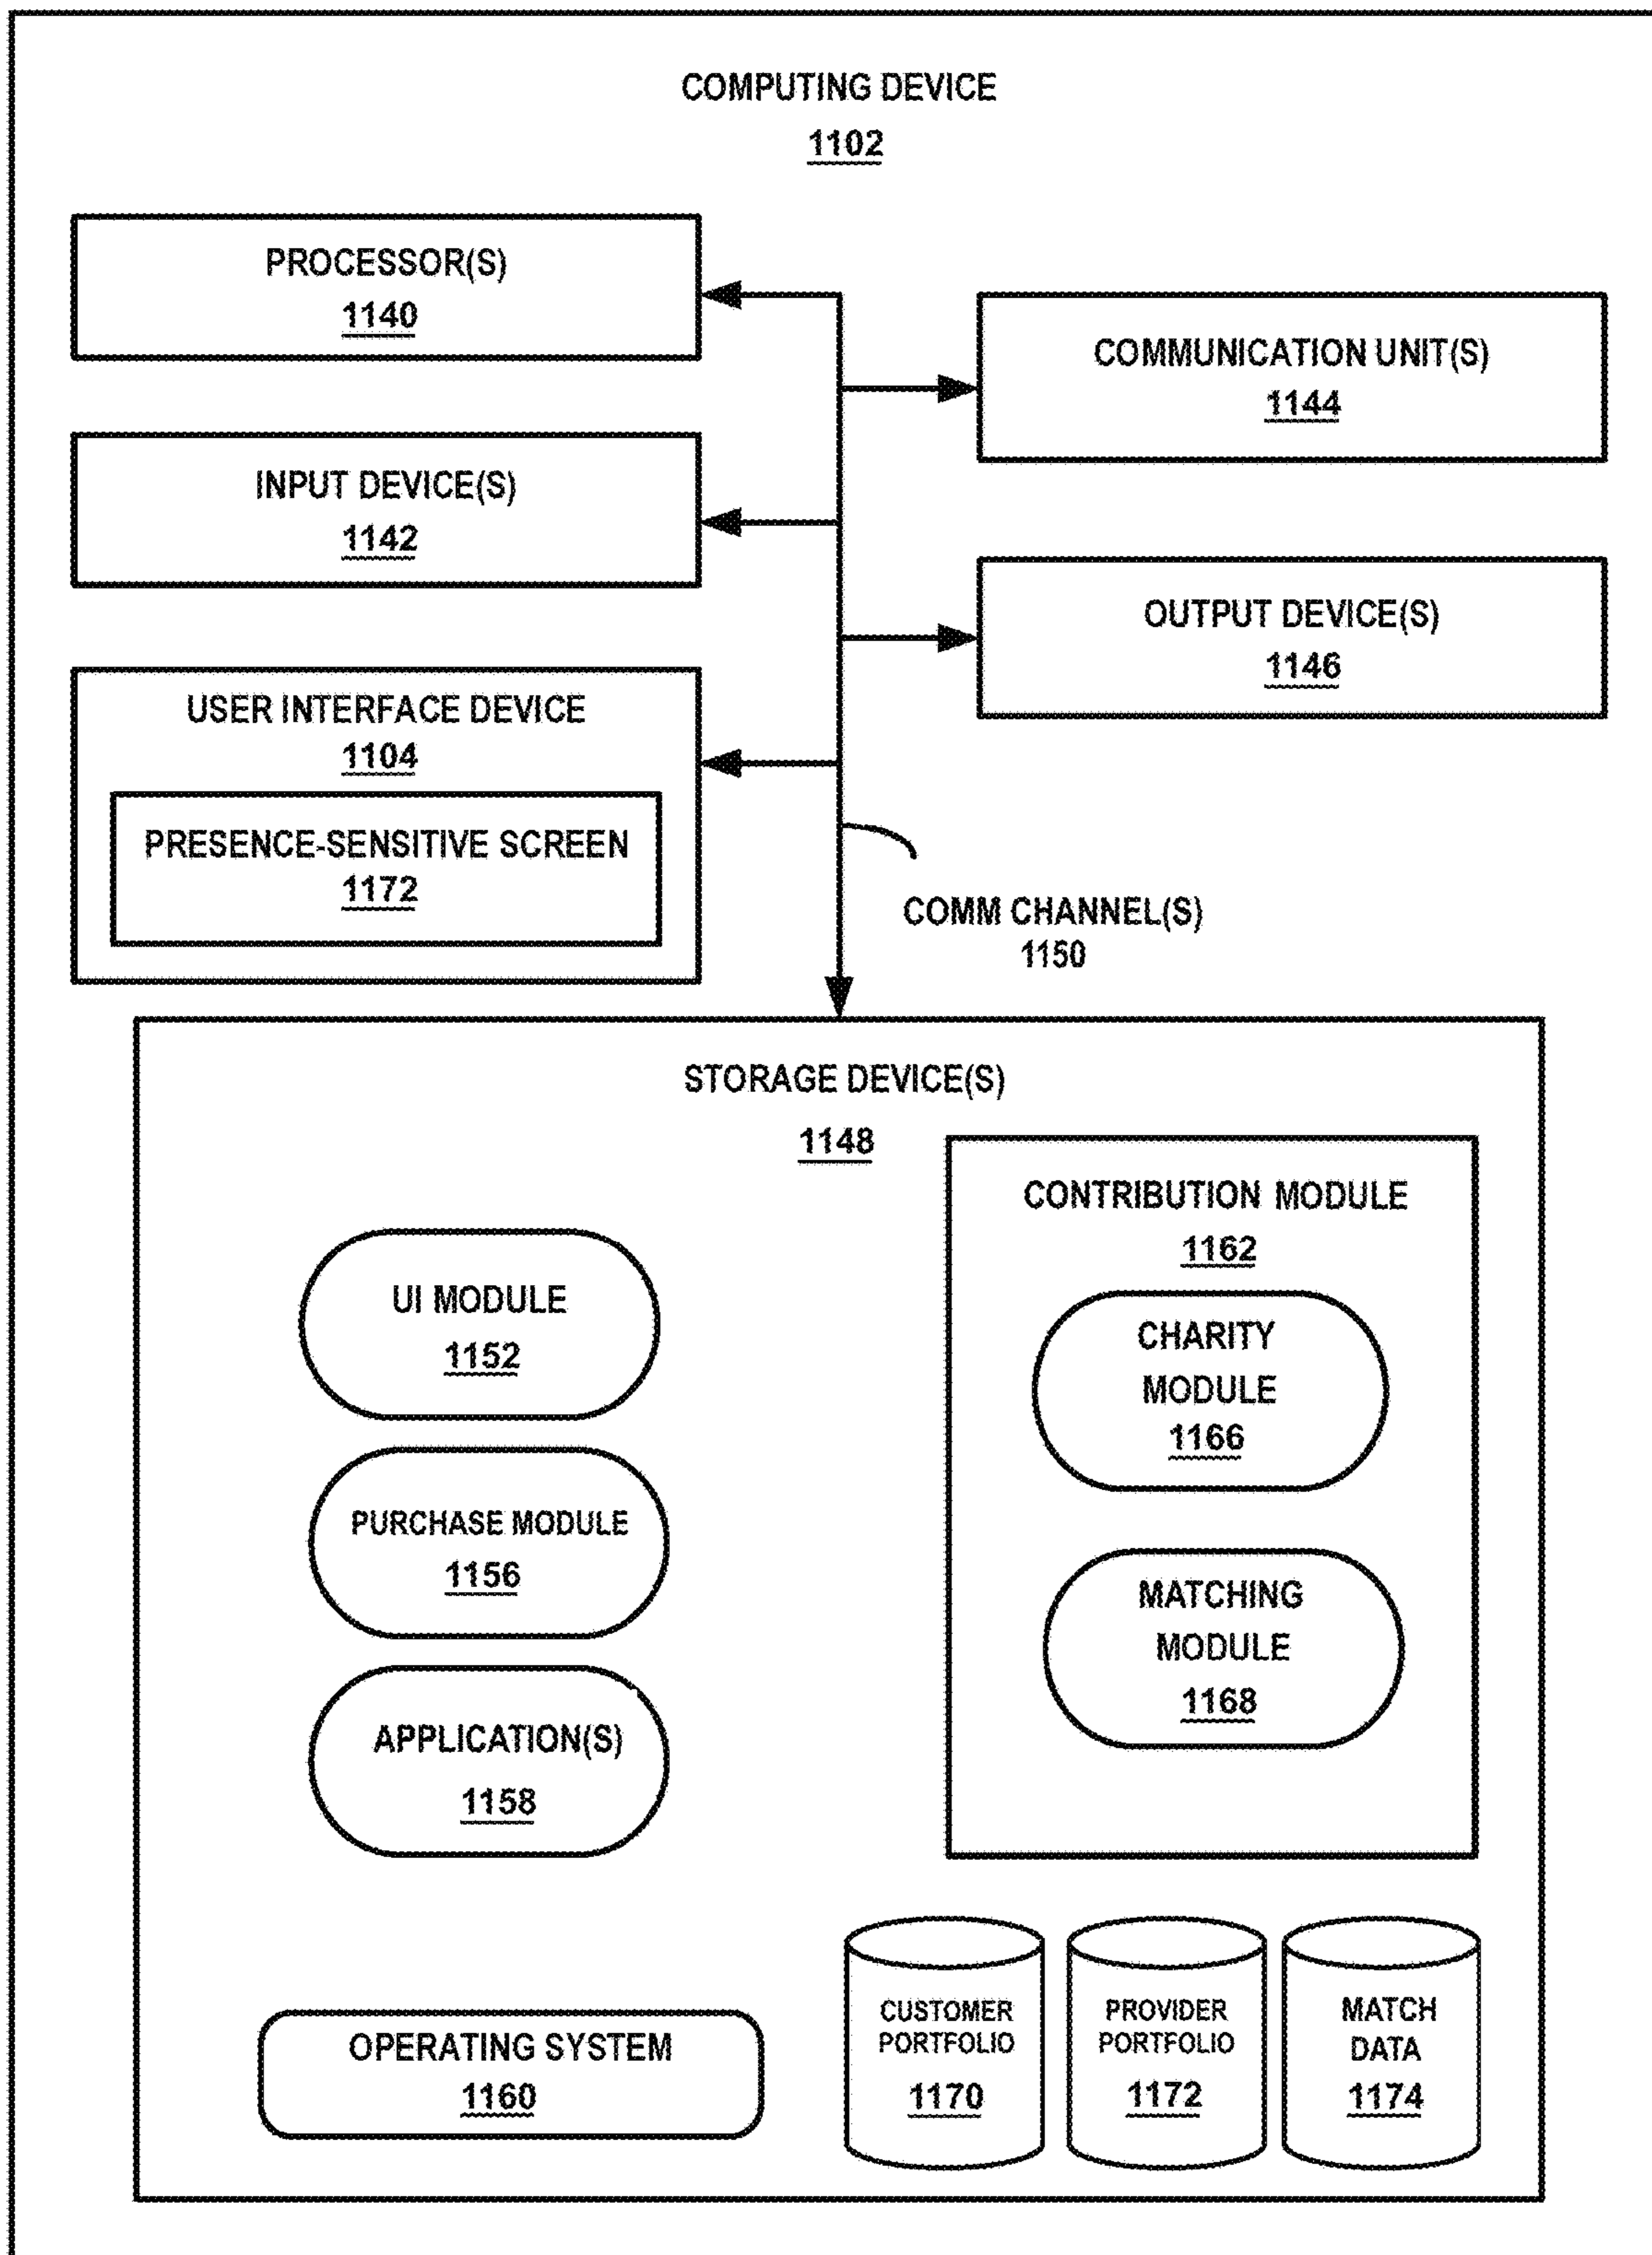 COMPUTING DEVICE
1102
PROCESSOR(S)
1140
COMMUNICATION UNIT(S)
1144
INPUT DEVICE(S)
1142
OUTPUT DEVICE(S)
1146
USER INTERFACE DEVICE
1104
PRESENCE-SENSITIVE SCREEN
1172
COMM CHANNEL(S)
1150
STORAGE DEVICE(S)
1148
UI MODULE
1152
PURCHASE MODULE
1156
APPLICATION(S)
1158
CONTRIBUTION MODULE
1162
CHARITY
MODULE
1166
MATCHING
MODULE
1168
OPERATING SYSTEM
1160
CUSTOMER
PORTFOLIO
1170
PROVIDER
PORTFOLIO
1172
MATCH
DATA
1174